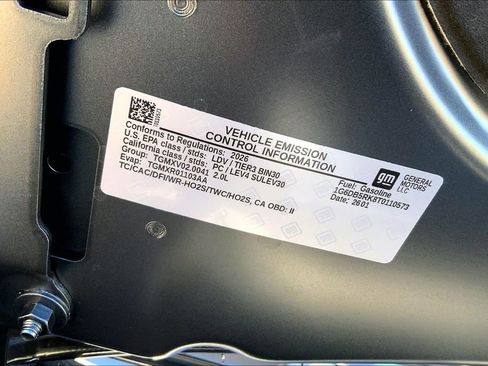 VEHICLE EMISSION
CONTROL INFORMATION
Conforms to Regulations: 2026
U.S. EPA class / stds: LDV / TIER3 BIN30
California class / stds: PC / LEV4 SULEV30
Group: TGMXV02.0041 2.0L
Evap: TGMXR01103AA
TC/CAC/DFI/WR-HO2S/TWC/HO2S, CA OBD: II
Fuel: Gasoline
1G6DB5RK8T0110573
Date: 2601
gm
GENERAL
MOTORS
LLC